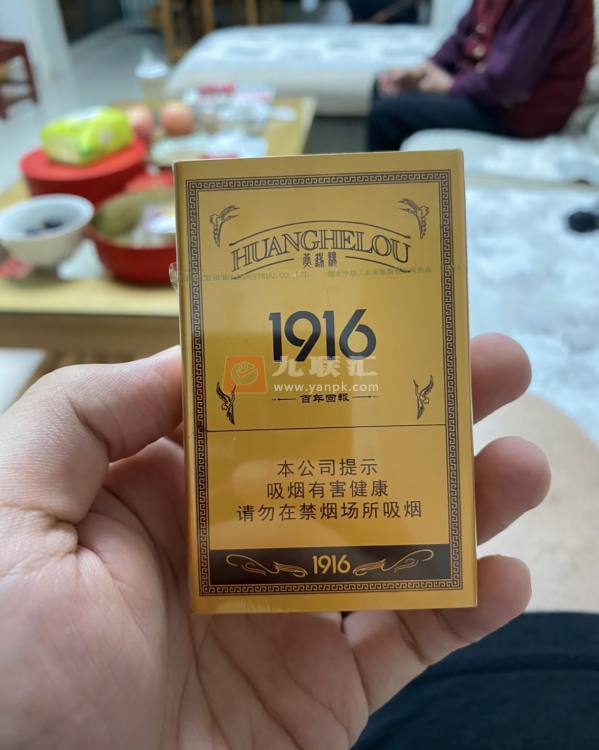 HUANGHELOU
黄鹤楼
1916
九联汇
www.yanpk.com
百年回報
本公司提示
吸烟有害健康
请勿在禁烟场所吸烟
1916